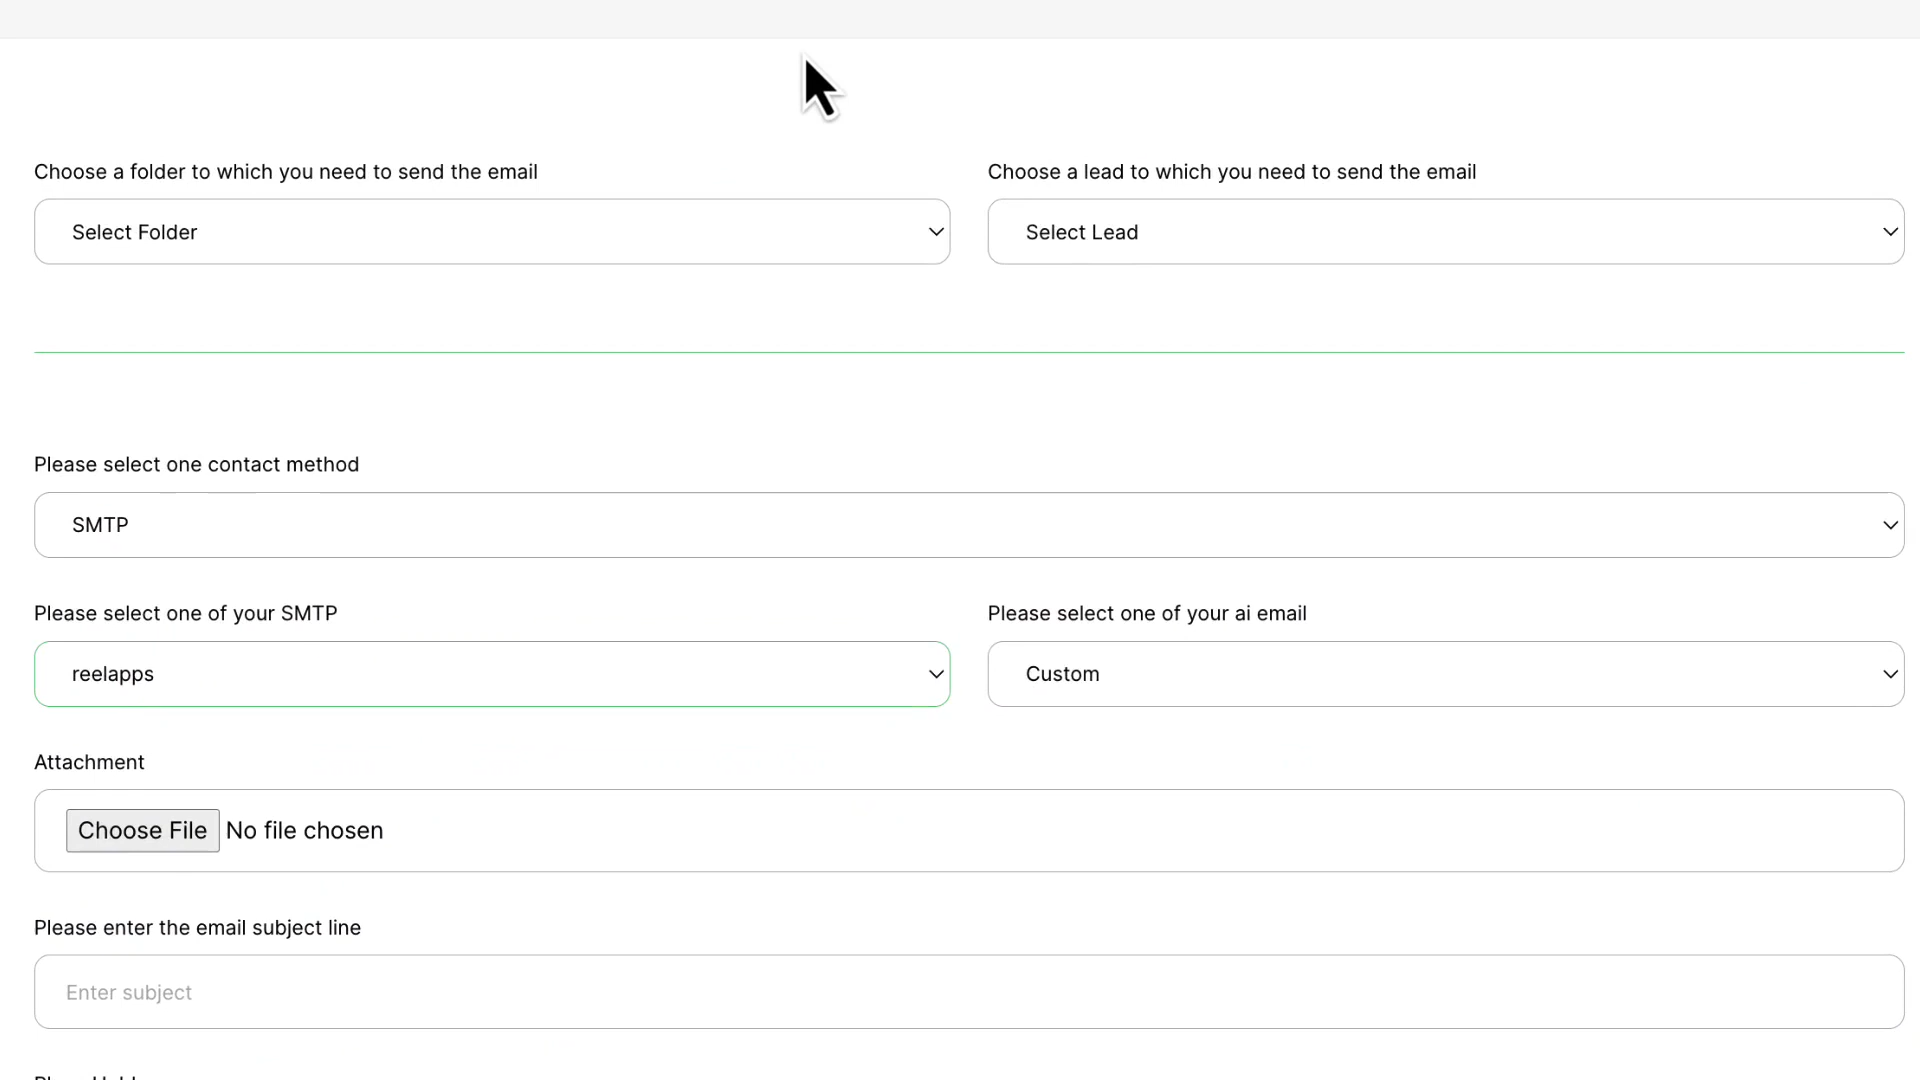 Choose a folder to which you need to send the email
Choose a lead to which you need to send the email
Select Folder
Select Lead
Please select one contact method
SMTP
Please select one of your SMTP
Please select one of your ai email
reelapps
Custom
Attachment
Choose File No file chosen
Please enter the email subject line
Enter subject